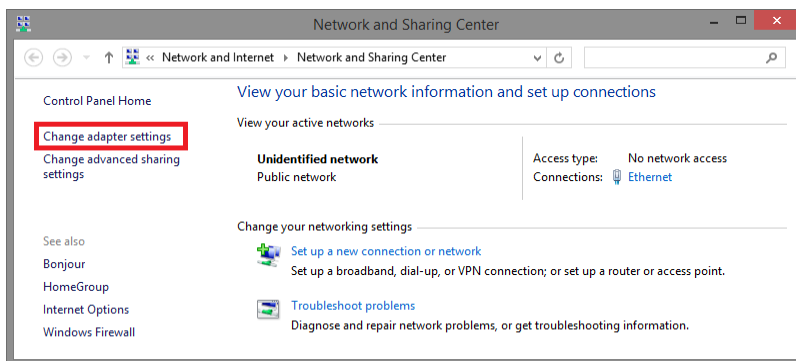 Network and Sharing Center
« Network and Internet ▸ Network and Sharing Center
Control Panel Home
Change adapter settings
Change advanced sharing
settings
See also
Bonjour
HomeGroup
Internet Options
Windows Firewall
View your basic network information and set up connections
View your active networks
Unidentified network
Public network
Access type: No network access
Connections: Ethernet
Change your networking settings
Set up a new connection or network
Set up a broadband, dial-up, or VPN connection; or set up a router or access point.
Troubleshoot problems
Diagnose and repair network problems, or get troubleshooting information.